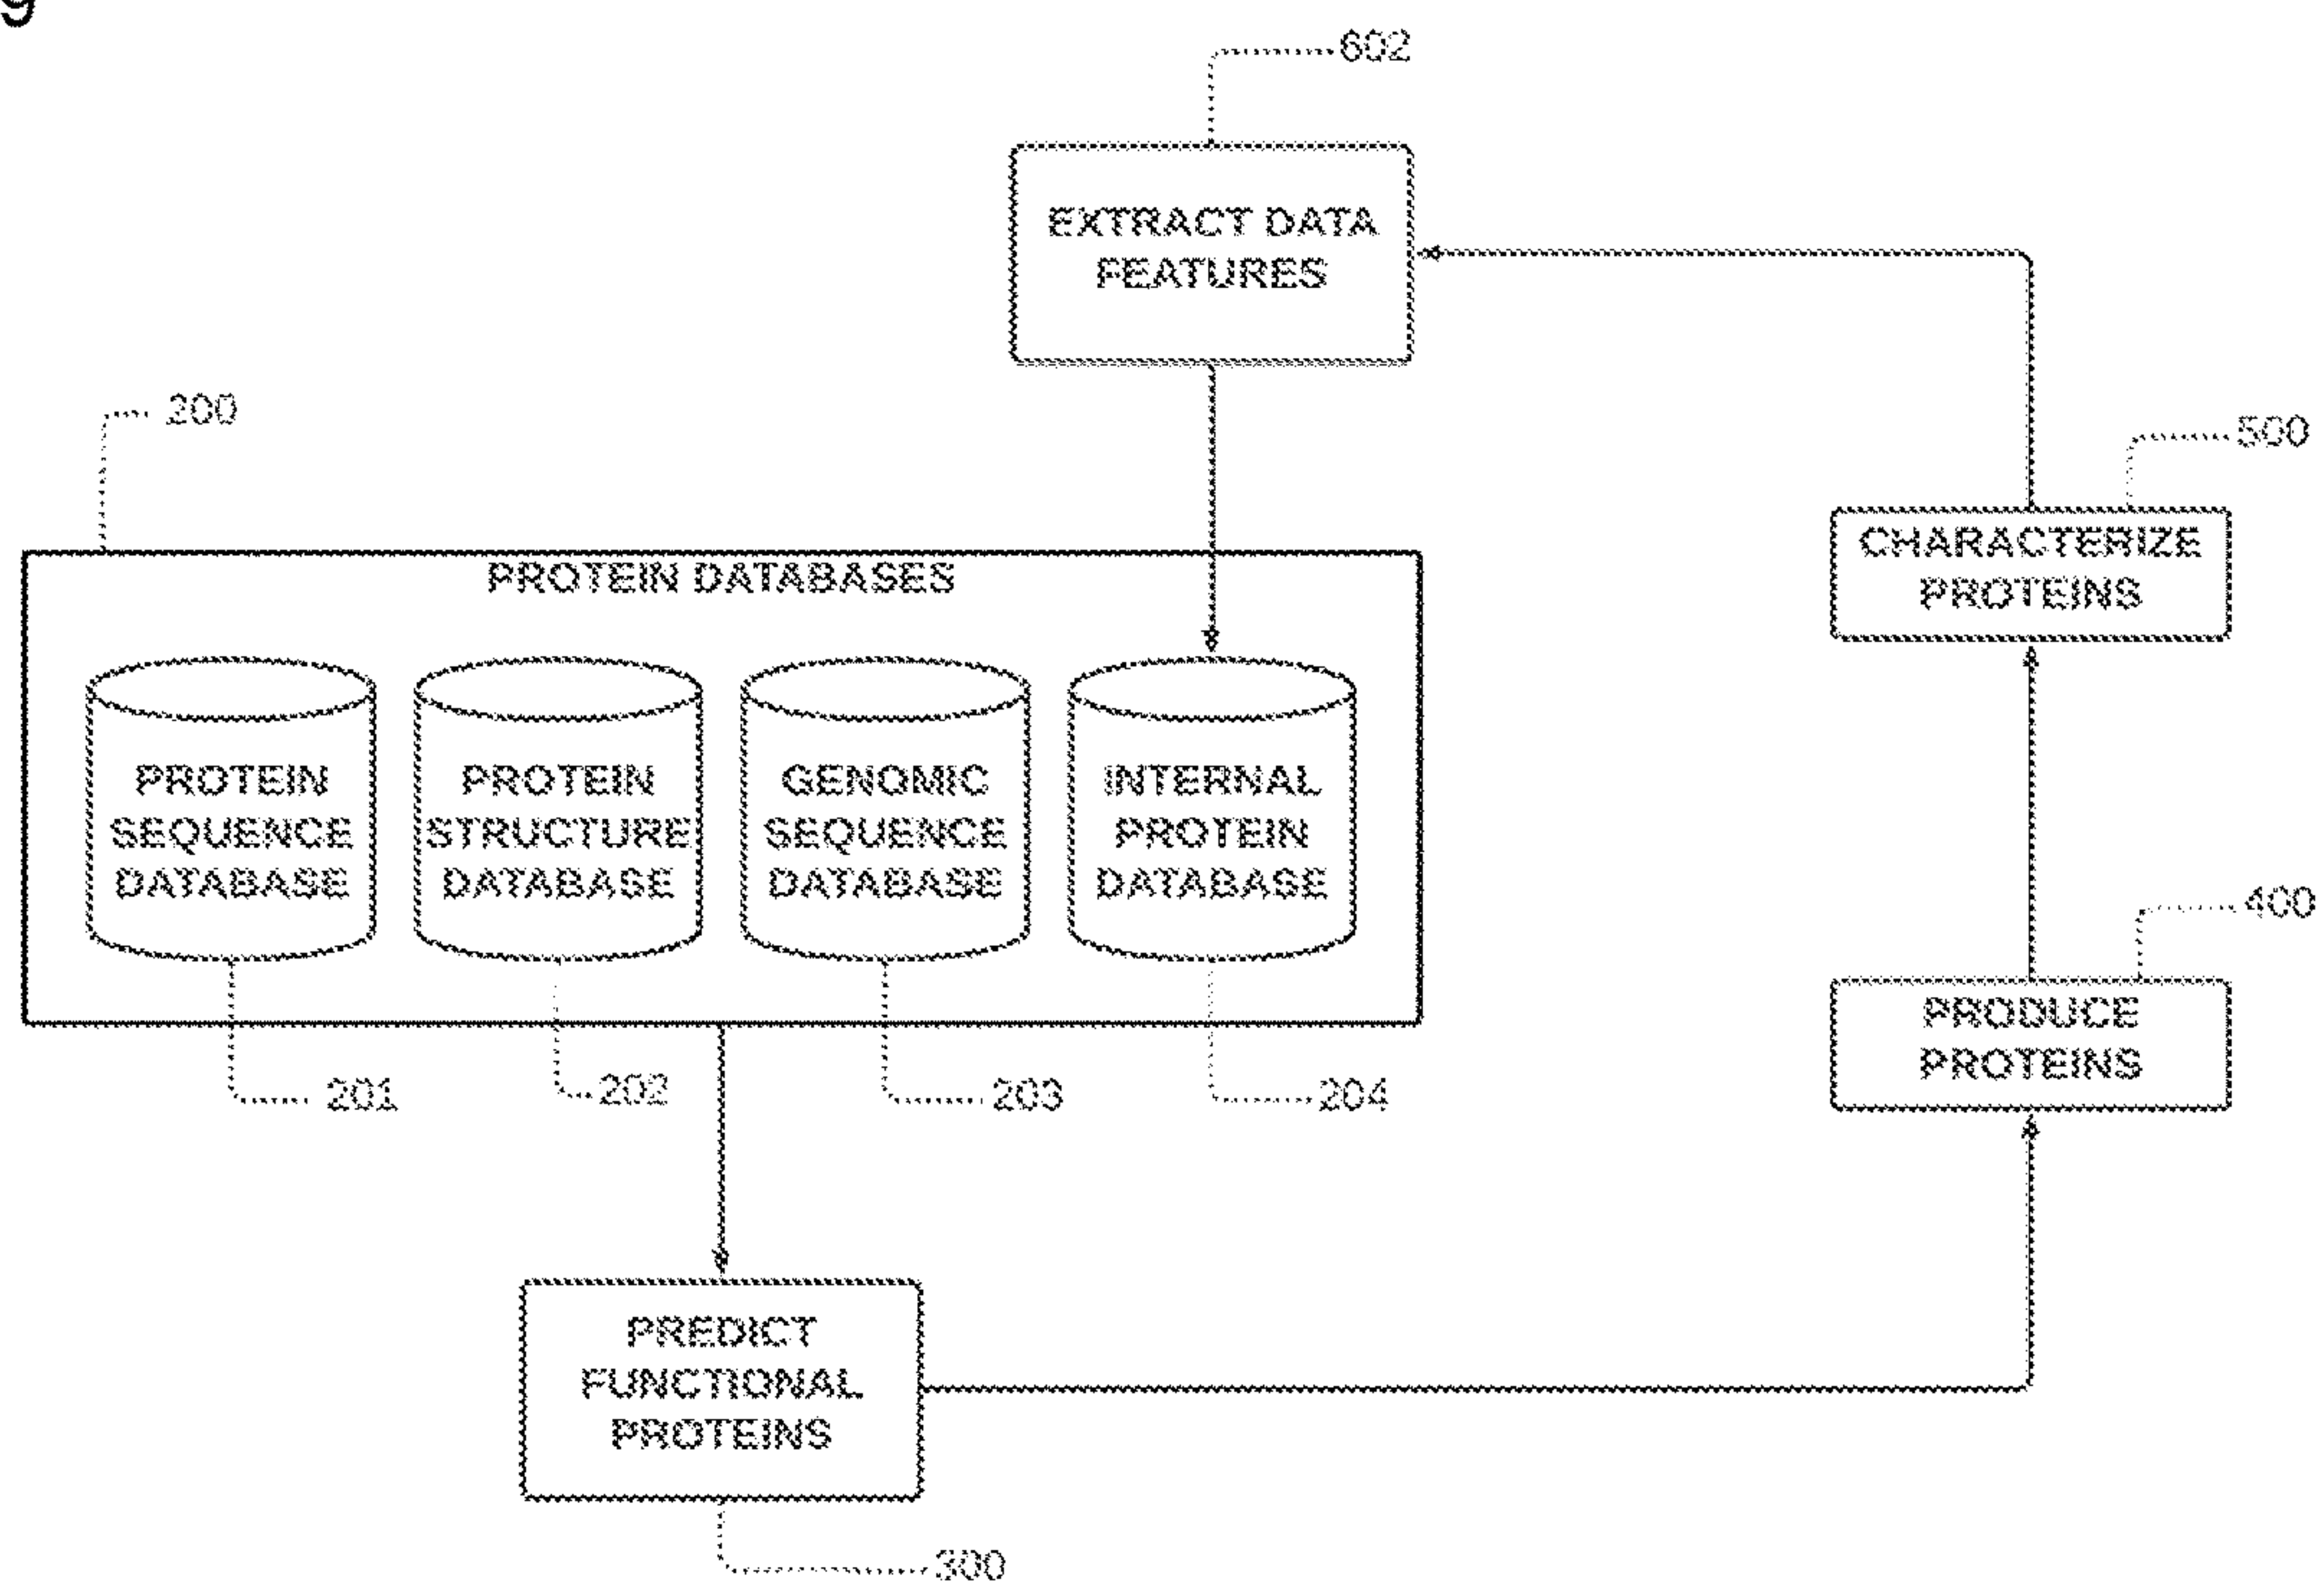 602
EXTRACT DATA
FEATURES
200
500
CHARACTERIZE
PROTEINS
PROTEIN DATABASES
PROTEIN
SEQUENCE
DATABASE
PROTEIN
STRUCTURE
DATABASE
GENOMIC
SEQUENCE
DATABASE
INTERNAL
PROTEIN
DATABASE
400
PRODUCE
PROTEINS
201
202
203
204
PREDICT
FUNCTIONAL
PROTEINS
300